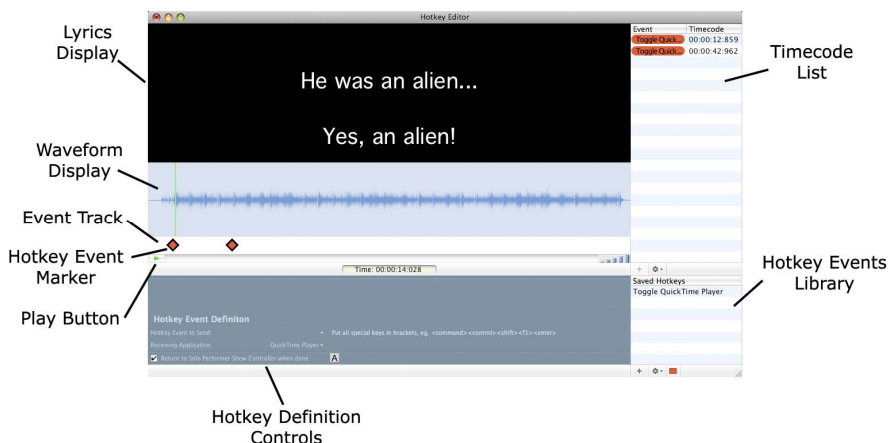 Hotkey Editor
Lyrics
Display
He was an alien...
Yes, an alien!
Event Timecode
Toggle Quick... 00:00:12:859
Toggle Quick... 00:00:42:962
Timecode
List
Waveform
Display
Event Track
Hotkey Event
Marker
Play Button
Time: 00:00:14:028
Saved Hotkeys
Toggle QuickTime Player
Hotkey Events
Library
Hotkey Event Definiton
HotKey Event to Send: Put all special keys in brackets, eg. <command><control><shift><f1><enter>
Receiving Application: QuickTime Player
Return to Solo Performer Show Controller when done A
Hotkey Definition
Controls